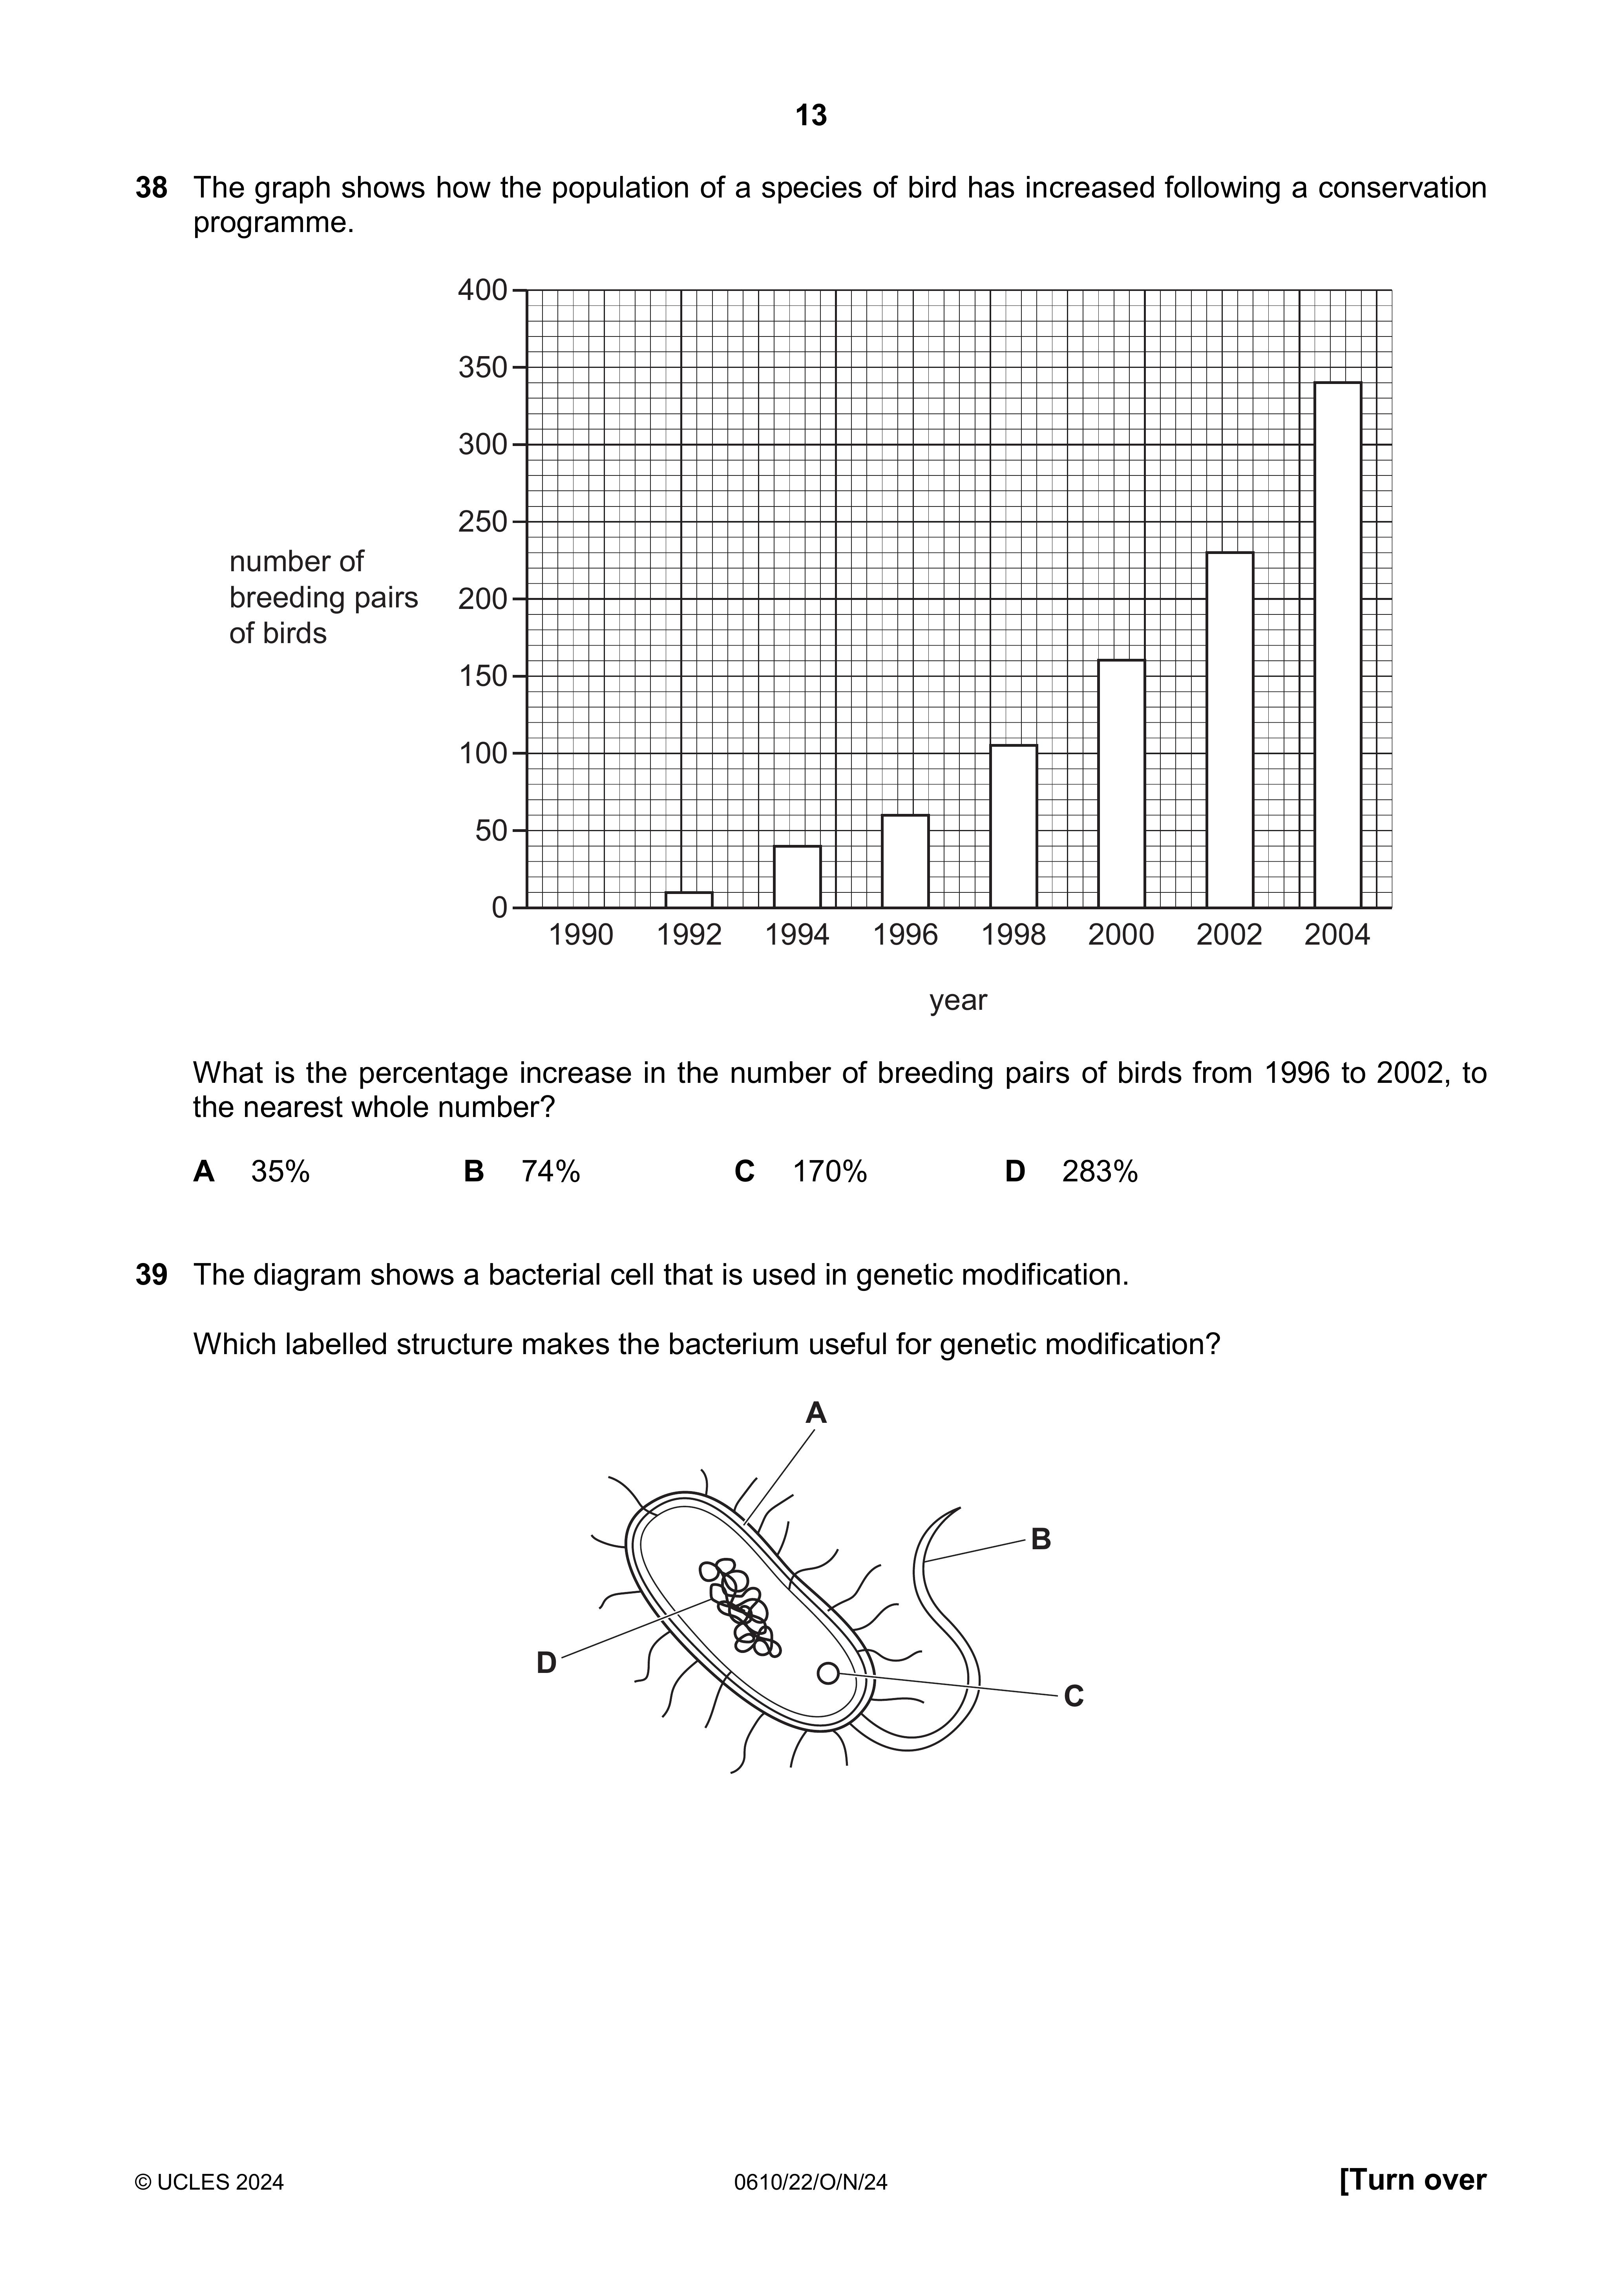 13
38 The graph shows how the population of a species of bird has increased following a conservation
programme.
400
350
300
250
200
150
100
50
0
number of
breeding pairs
of birds
1990 1992 1994 1996 1998 2000 2002 2004
year
What is the percentage increase in the number of breeding pairs of birds from 1996 to 2002, to
the nearest whole number?
A 35% B 74% C 170% D 283%
39 The diagram shows a bacterial cell that is used in genetic modification.
Which labelled structure makes the bacterium useful for genetic modification?
A
B
D
C
© UCLES 2024 0610/22/O/N/24 [Turn over